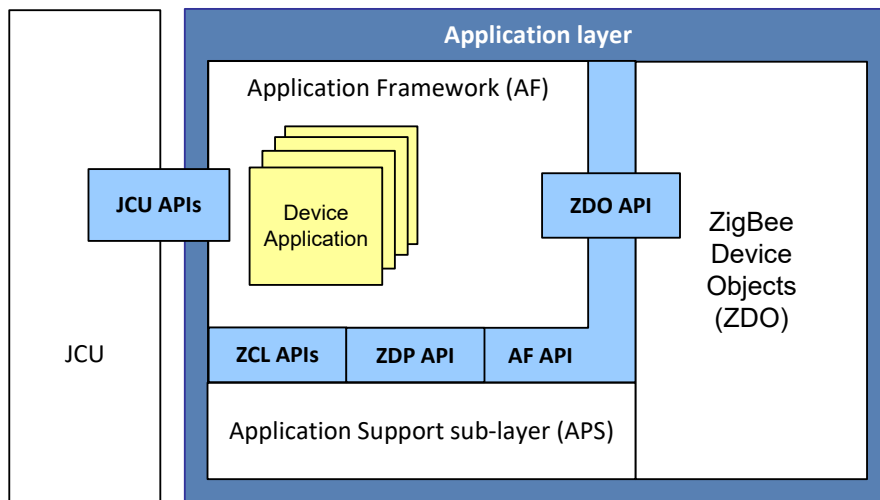 Application layer
Application Framework (AF)
JCU APIs
Device
Application
ZDO API
ZigBee
Device
Objects
(ZDO)
JCU
ZCL APIs
ZDP API
AF API
Application Support sub-layer (APS)